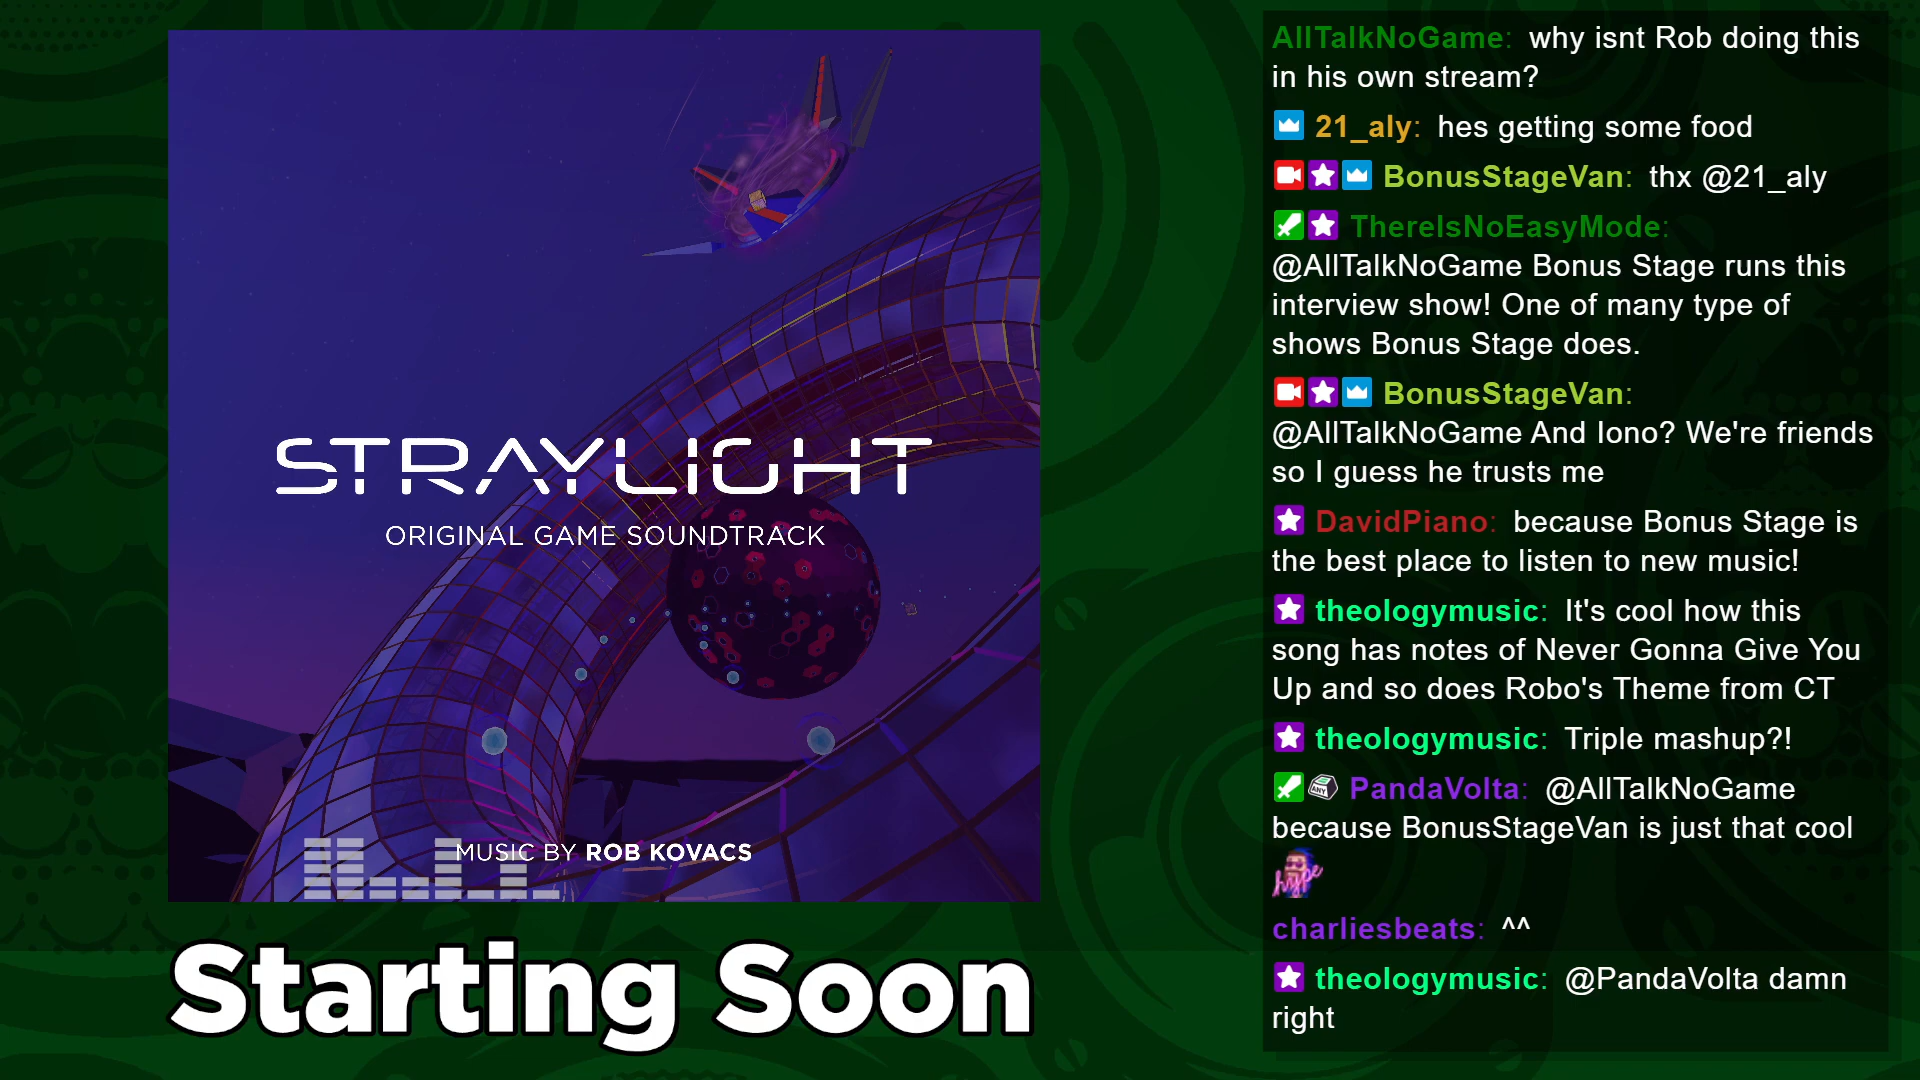 STRAYLIGHT
ORIGINAL GAME SOUNDTRACK
MUSIC BY ROB KOVACS
Starting Soon
AllTalkNoGame: why isnt Rob doing this
in his own stream?
21_aly: hes getting some food
BonusStageVan: thx @21_aly
ThereIsNoEasyMode:
@AllTalkNoGame Bonus Stage runs this
interview show! One of many type of
shows Bonus Stage does.
BonusStageVan:
@AllTalkNoGame And Iono? We're friends
so I guess he trusts me
DavidPiano: because Bonus Stage is
the best place to listen to new music!
theologymusic: It's cool how this
song has notes of Never Gonna Give You
Up and so does Robo's Theme from CT
theologymusic: Triple mashup?!
ANY PandaVolta: @AllTalkNoGame
because BonusStageVan is just that cool
hype
charliesbeats: ^^
theologymusic: @PandaVolta damn
right